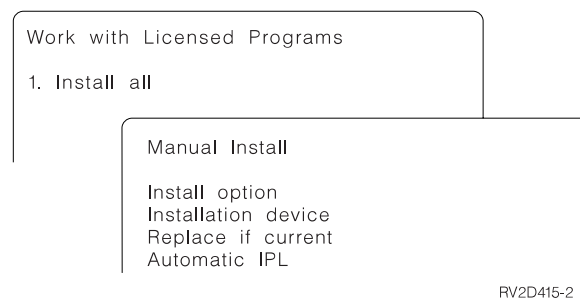 Work with Licensed Programs
1. Install all
Manual Install
Install option
Installation device
Replace if current
Automatic IPL
RV2D415-2